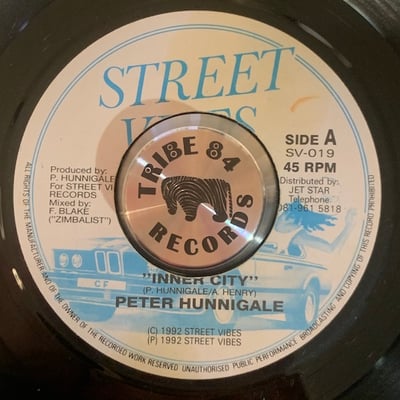 STREET
VIBES
SIDE A
SV-019
45 RPM
Distributed by:
JET STAR
Telephone:
081-961 5818
Produced by:
P. HUNNIGALE
For STREET VIBES
RECORDS
Mixed by:
F. BLAKE
("ZIMBALIST")
TRIBE 84
RECORDS
"INNER CITY"
(P. HUNNIGALE/A. HENRY)
PETER HUNNIGALE
(C) 1992 STREET VIBES
(P) 1992 STREET VIBES
CF
ALL RIGHTS OF THE MANUFACTURER AND OF THE OWNER OF THE RECORDED WORK RESERVED UNAUTHORISED PUBLIC PERFORMANCE BROADCASTING AND COPYING OF THIS RECORD PROHIBITED